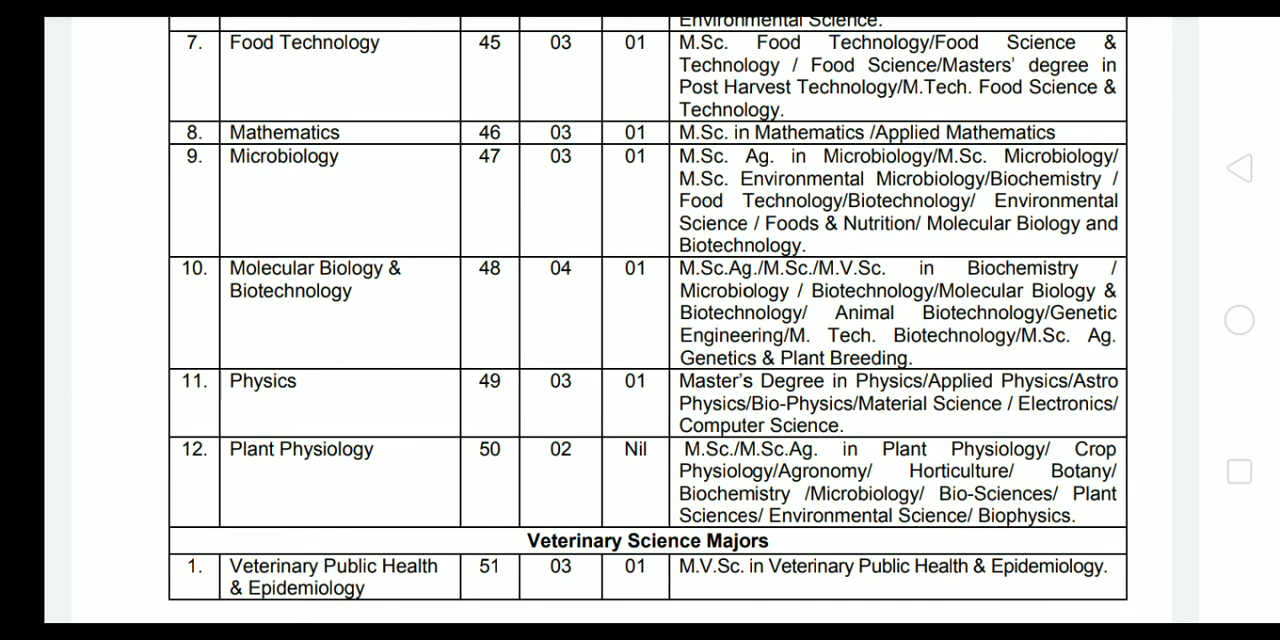 Environmental Science.
7. Food Technology 45 03 01 M.Sc. Food Technology/Food Science &
Technology / Food Science/Masters' degree in
Post Harvest Technology/M.Tech. Food Science &
Technology.
8. Mathematics 46 03 01 M.Sc. in Mathematics /Applied Mathematics
9. Microbiology 47 03 01 M.Sc. Ag. in Microbiology/M.Sc. Microbiology/
M.Sc. Environmental Microbiology/Biochemistry /
Food Technology/Biotechnology/ Environmental
Science / Foods & Nutrition/ Molecular Biology and
Biotechnology.
10. Molecular Biology & 48 04 01 M.Sc.Ag./M.Sc./M.V.Sc. in Biochemistry /
Biotechnology Microbiology / Biotechnology/Molecular Biology &
Biotechnology/ Animal Biotechnology/Genetic
Engineering/M. Tech. Biotechnology/M.Sc. Ag.
Genetics & Plant Breeding.
11. Physics 49 03 01 Master's Degree in Physics/Applied Physics/Astro
Physics/Bio-Physics/Material Science / Electronics/
Computer Science.
12. Plant Physiology 50 02 Nil M.Sc./M.Sc.Ag. in Plant Physiology/ Crop
Physiology/Agronomy/ Horticulture/ Botany/
Biochemistry /Microbiology/ Bio-Sciences/ Plant
Sciences/ Environmental Science/ Biophysics.
Veterinary Science Majors
1. Veterinary Public Health 51 03 01 M.V.Sc. in Veterinary Public Health & Epidemiology.
& Epidemiology